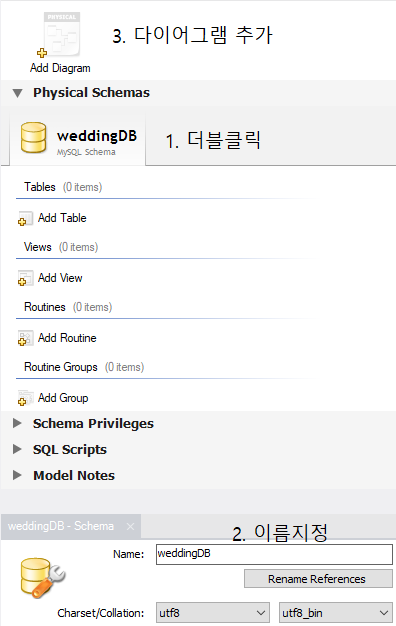 3. 다이어그램 추가
Add Diagram
Physical Schemas
weddingDB
MySQL Schema
1. 더블클릭
Tables (0 items)
Add Table
Views (0 items)
Add View
Routines (0 items)
Add Routine
Routine Groups (0 items)
Add Group
Schema Privileges
SQL Scripts
Model Notes
weddingDB - Schema ×
2. 이름지정
Name: weddingDB
Rename References
Charset/Collation: utf8 utf8_bin